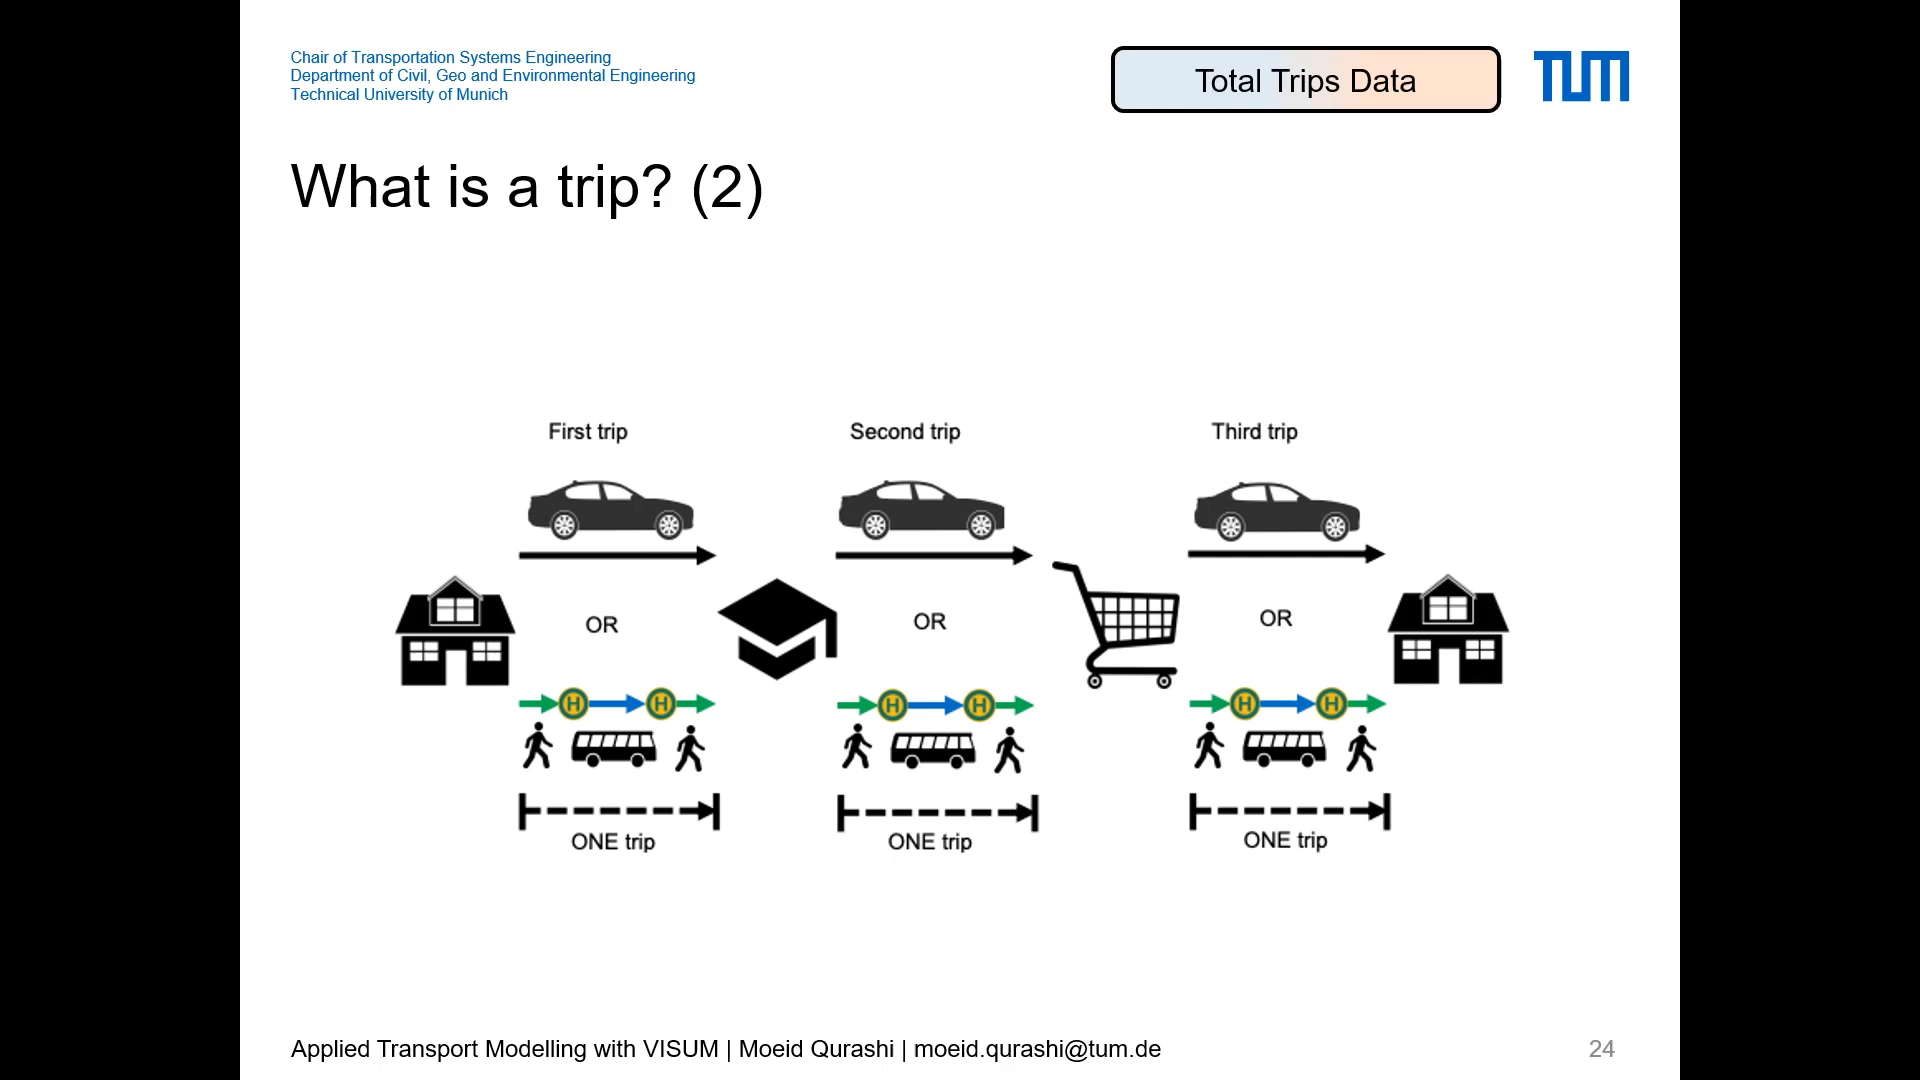 Chair of Transportation Systems Engineering
Department of Civil, Geo and Environmental Engineering
Technical University of Munich
Total Trips Data
TUM
What is a trip? (2)
First trip
Second trip
Third trip
OR
OR
OR
H
H
H
H
H
H
ONE trip
ONE trip
ONE trip
Applied Transport Modelling with VISUM | Moeid Qurashi | moeid.qurashi@tum.de
24